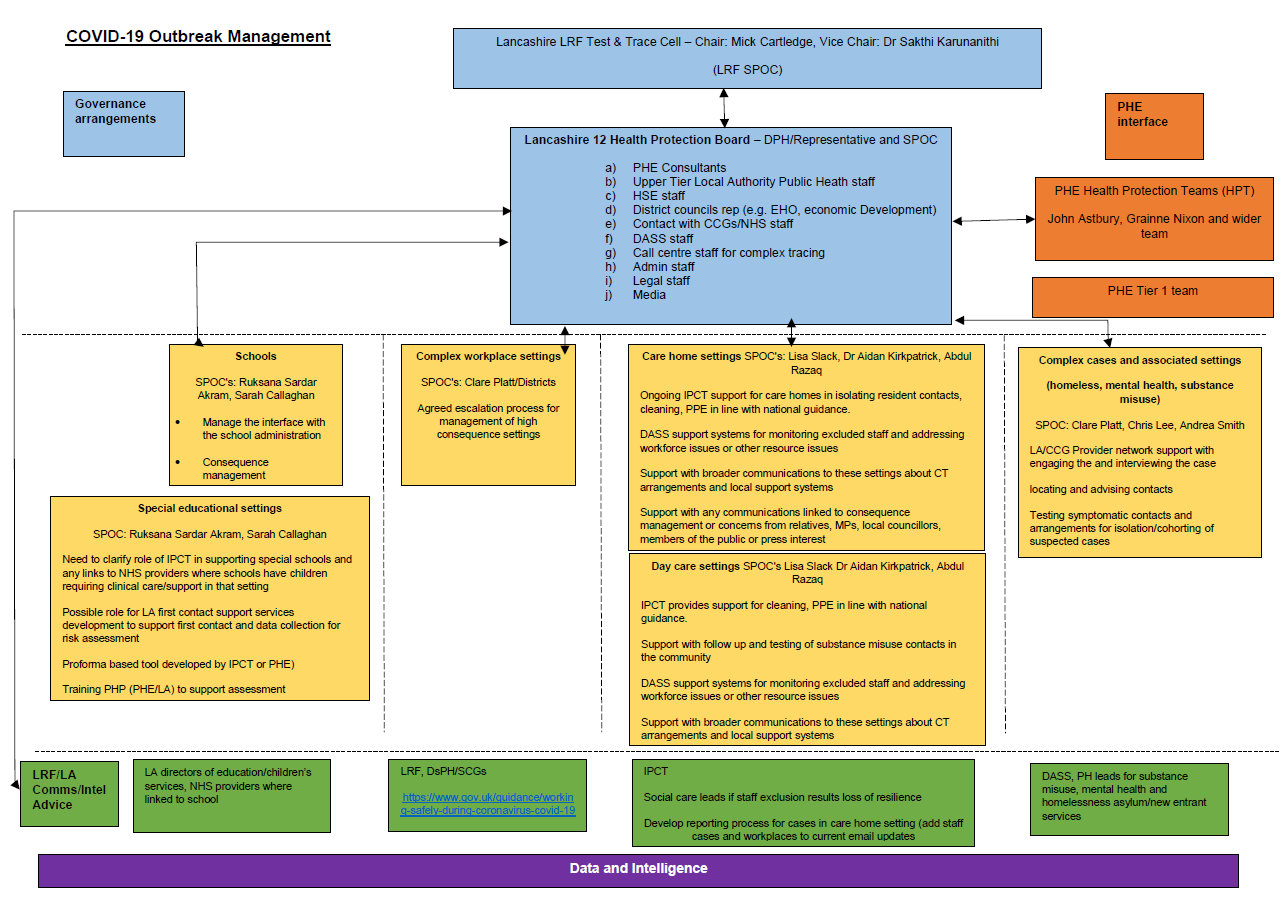 COVID-19 Outbreak Management
Lancashire LRF Test & Trace Cell – Chair: Mick Cartledge, Vice Chair: Dr Sakthi Karunanithi
(LRF SPOC)
Governance
arrangements
PHE
interface
Lancashire 12 Health Protection Board – DPH/Representative and SPOC
a) PHE Consultants
b) Upper Tier Local Authority Public Heath staff
c) HSE staff
d) District councils rep (e.g. EHO, economic Development)
e) Contact with CCGs/NHS staff
f) DASS staff
g) Call centre staff for complex tracing
h) Admin staff
i) Legal staff
j) Media
PHE Health Protection Teams (HPT)
John Astbury, Grainne Nixon and wider
team
PHE Tier 1 team
Schools
SPOC's: Ruksana Sardar
Akram, Sarah Callaghan
• Manage the interface with
the school administration
• Consequence
management
Special educational settings
SPOC: Ruksana Sardar Akram, Sarah Callaghan
Need to clarify role of IPCT in supporting special schools and
any links to NHS providers where schools have children
requiring clinical care/support in that setting
Possible role for LA first contact support services
development to support first contact and data collection for
risk assessment
Proforma based tool developed by IPCT or PHE)
Training PHP (PHE/LA) to support assessment
Complex workplace settings
SPOC's: Clare Platt/Districts
Agreed escalation process for
management of high
consequence settings
Care home settings SPOC's: Lisa Slack, Dr Aidan Kirkpatrick, Abdul
Razaq
Ongoing IPCT support for care homes in isolating resident contacts,
cleaning, PPE in line with national guidance.
DASS support systems for monitoring excluded staff and addressing
workforce issues or other resource issues
Support with broader communications to these settings about CT
arrangements and local support systems
Support with any communications linked to consequence
management or concerns from relatives, MPs, local councillors,
members of the public or press interest
Day care settings SPOC's Lisa Slack Dr Aidan Kirkpatrick, Abdul
Razaq
IPCT provides support for cleaning, PPE in line with national
guidance.
Support with follow up and testing of substance misuse contacts in
the community
DASS support systems for monitoring excluded staff and addressing
workforce issues or other resource issues
Support with broader communications to these settings about CT
arrangements and local support systems
Complex cases and associated settings
(homeless, mental health, substance
misuse)
SPOC: Clare Platt, Chris Lee, Andrea Smith
LA/CCG Provider network support with
engaging the and interviewing the case
locating and advising contacts
Testing symptomatic contacts and
arrangements for isolation/cohorting of
suspected cases
LRF/LA
Comms/Intel
Advice
LA directors of education/children's
services, NHS providers where
linked to school
LRF, DsPH/SCGs
https://www.gov.uk/guidance/workin
g-safely-during-coronavirus-covid-19
IPCT
Social care leads if staff exclusion results loss of resilience
Develop reporting process for cases in care home setting (add staff
cases and workplaces to current email updates
DASS, PH leads for substance
misuse, mental health and
homelessness asylum/new entrant
services
Data and Intelligence